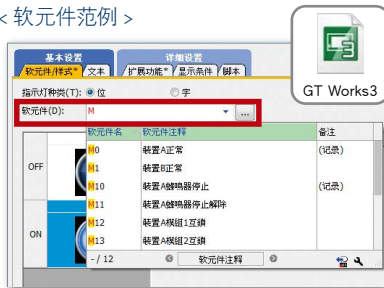 < 软元件范例 >
GT Works3
基本设置 详细设置
软元件/样式* 文本 扩展功能* 显示条件 脚本
指示灯种类(T): 位 字
软元件(D): M ...
软元件名 软元件注释 备注
M0 装置A正常 (记录)
M1 装置B正常
M10 装置A蜂鸣器停止 (记录)
M11 装置A蜂鸣器停止解除
M12 装置A模组1互锁
M13 装置A模组2互锁
- / 12 软元件注释
OFF
ON